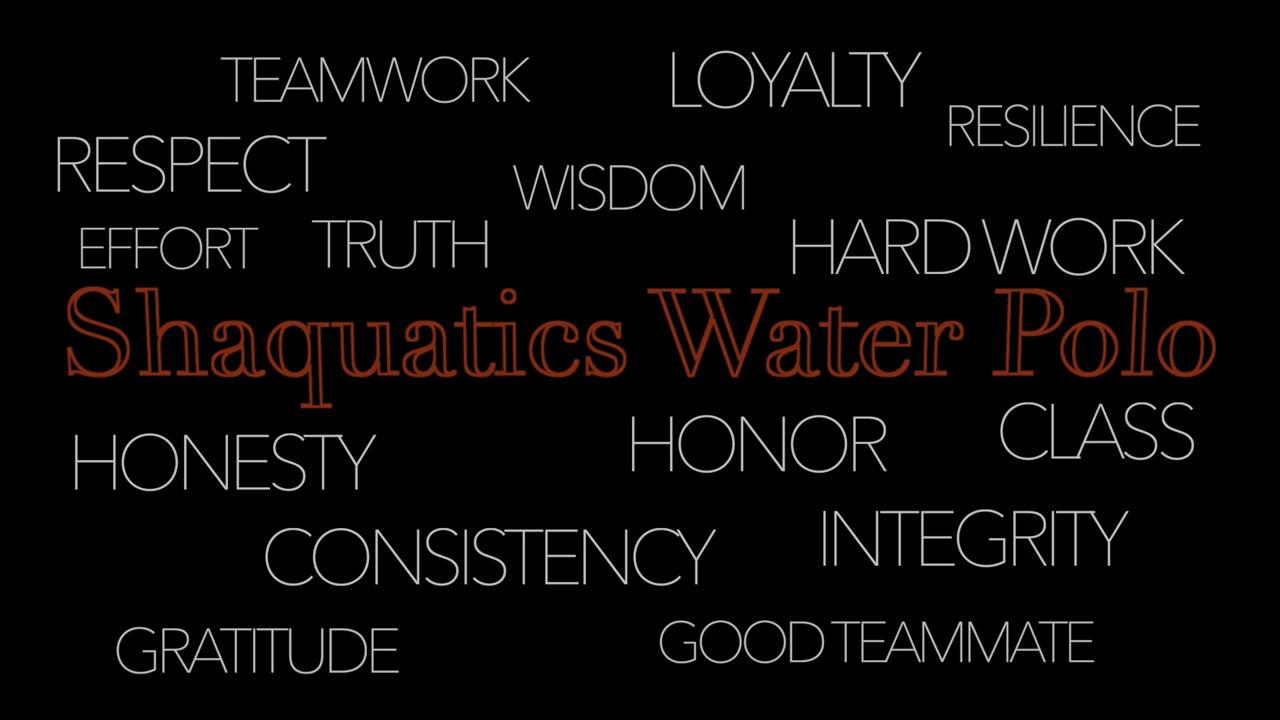 TEAMWORK
LOYALTY
RESILIENCE
RESPECT
WISDOM
EFFORT
TRUTH
HARD WORK
Shaquatics Water Polo
HONESTY
HONOR
CLASS
CONSISTENCY
INTEGRITY
GRATITUDE
GOOD TEAMMATE